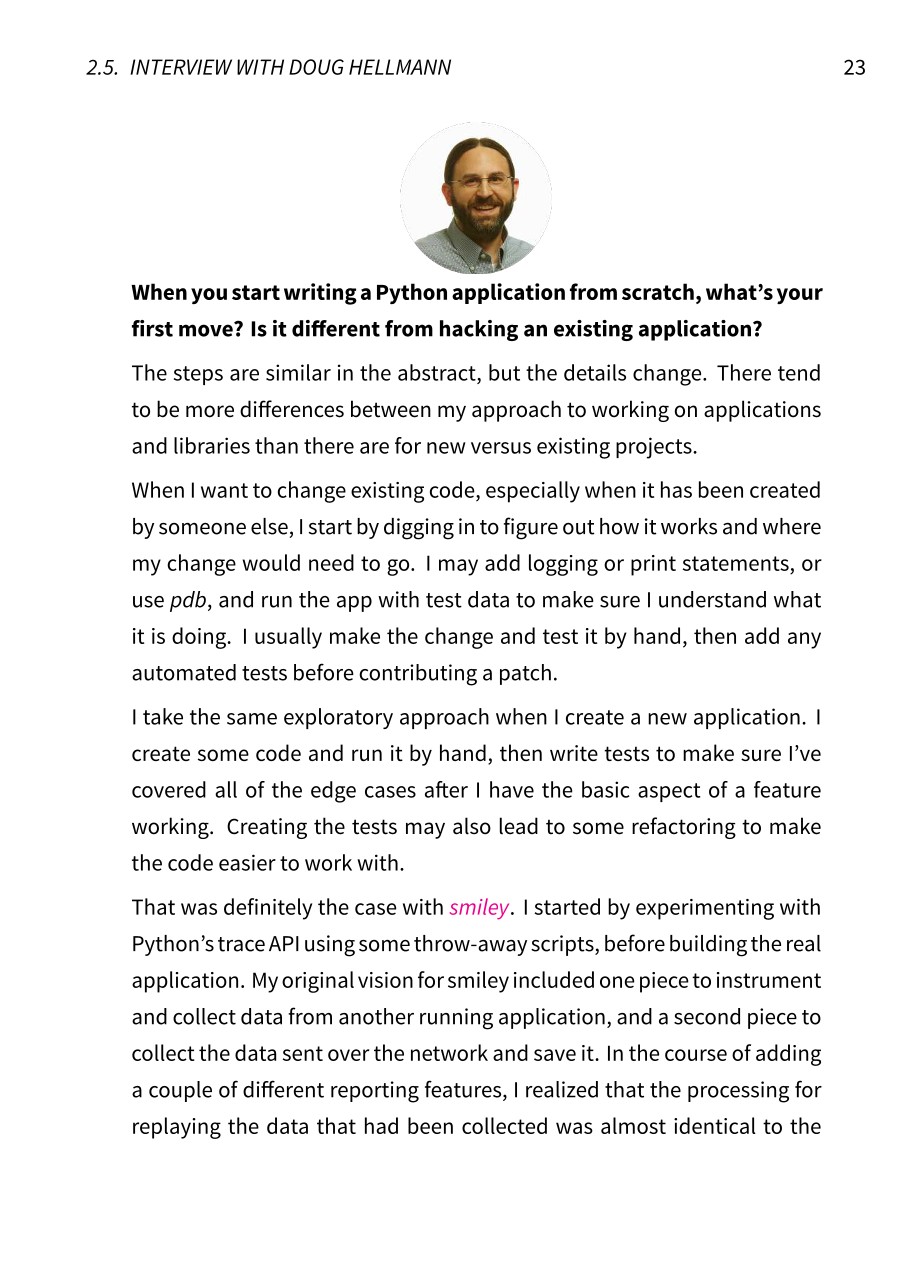 2.5. INTERVIEW WITH DOUG HELLMANN 23
When you start writing a Python application from scratch, what’s your
first move? Is it different from hacking an existing application?
The steps are similar in the abstract, but the details change. There tend
to be more differences between my approach to working on applications
and libraries than there are for new versus existing projects.
When I want to change existing code, especially when it has been created
by someone else, I start by digging in to figure out how it works and where
my change would need to go. I may add logging or print statements, or
use pdb, and run the app with test data to make sure I understand what
it is doing. I usually make the change and test it by hand, then add any
automated tests before contributing a patch.
I take the same exploratory approach when I create a new application. I
create some code and run it by hand, then write tests to make sure I’ve
covered all of the edge cases after I have the basic aspect of a feature
working. Creating the tests may also lead to some refactoring to make
the code easier to work with.
That was definitely the case with smiley. I started by experimenting with
Python’s trace API using some throw-away scripts, before building the real
application. My original vision for smiley included one piece to instrument
and collect data from another running application, and a second piece to
collect the data sent over the network and save it. In the course of adding
a couple of different reporting features, I realized that the processing for
replaying the data that had been collected was almost identical to the